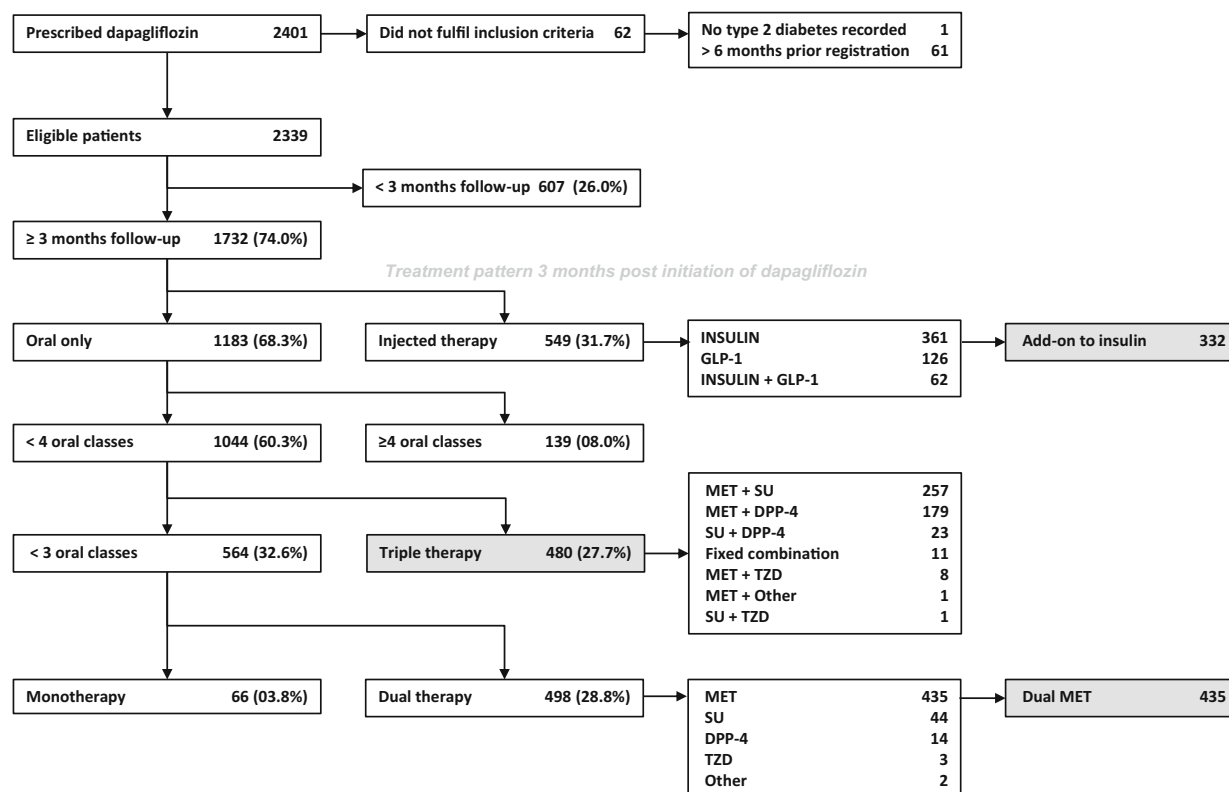 Prescribed dapagliflozin 2401
Did not fulfil inclusion criteria 62
No type 2 diabetes recorded 1
> 6 months prior registration 61
Eligible patients 2339
< 3 months follow-up 607 (26.0%)
≥ 3 months follow-up 1732 (74.0%)
Treatment pattern 3 months post initiation of dapagliflozin
Oral only 1183 (68.3%)
Injected therapy 549 (31.7%)
INSULIN 361
GLP-1 126
INSULIN + GLP-1 62
Add-on to insulin 332
< 4 oral classes 1044 (60.3%)
≥4 oral classes 139 (08.0%)
< 3 oral classes 564 (32.6%)
Triple therapy 480 (27.7%)
MET + SU 257
MET + DPP-4 179
SU + DPP-4 23
Fixed combination 11
MET + TZD 8
MET + Other 1
SU + TZD 1
Monotherapy 66 (03.8%)
Dual therapy 498 (28.8%)
MET 435
SU 44
DPP-4 14
TZD 3
Other 2
Dual MET 435